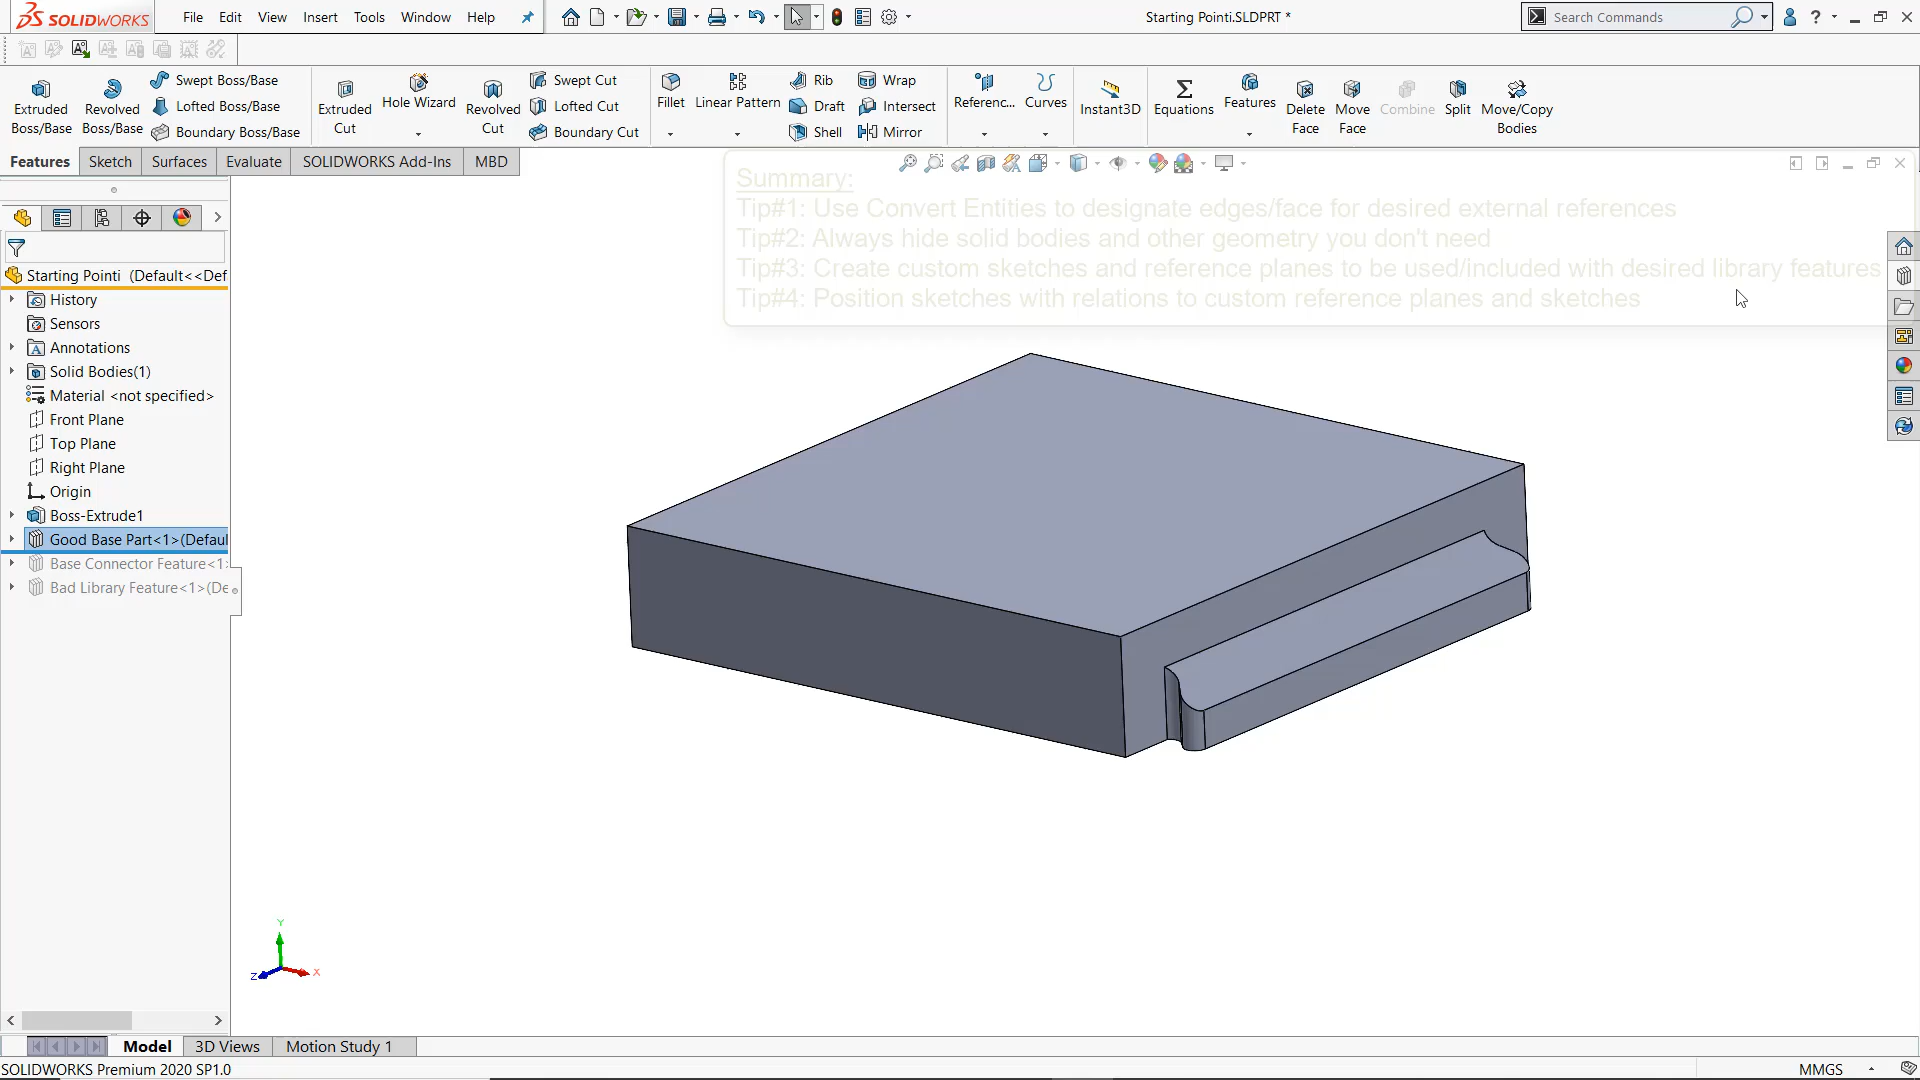 SOLIDWORKS
File
Edit
View
Insert
Tools
Window
Help
Starting Pointi.SLDPRT *
Search Commands
?
Extruded Boss/Base
Revolved Boss/Base
Swept Boss/Base
Lofted Boss/Base
Boundary Boss/Base
Extruded Cut
Hole Wizard
Revolved Cut
Swept Cut
Lofted Cut
Boundary Cut
Fillet
Linear Pattern
Rib
Draft
Shell
Wrap
Intersect
Mirror
Referenc...
Curves
Instant3D
Equations
Features
Delete Face
Move Face
Combine
Split
Move/Copy Bodies
Features
Sketch
Surfaces
Evaluate
SOLIDWORKS Add-Ins
MBD
Summary:
Tip#1: Use Convert Entities to designate edges/face for desired external references
Tip#2: Always hide solid bodies and other geometry you don't need
Tip#3: Create custom sketches and reference planes to be used/included with desired library features
Tip#4: Position sketches with relations to custom reference planes and sketches
Starting Pointi (Default<<Def
History
Sensors
Annotations
Solid Bodies(1)
Material <not specified>
Front Plane
Top Plane
Right Plane
Origin
Boss-Extrude1
Good Base Part<1>(Defaul
Base Connector Feature<1>
Bad Library Feature<1>(De
Y
Z
X
Model
3D Views
Motion Study 1
SOLIDWORKS Premium 2020 SP1.0
MMGS